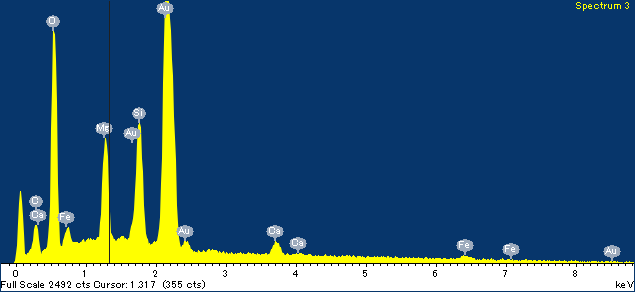 Spectrum 3
Au
O
Si
Mg
Au
C
Ca
Fe
Au
Ca
Ca
Fe
Fe
Au
0 1 2 3 4 5 6 7 8
Full Scale 2492 cts Cursor: 1.317 (355 cts) keV